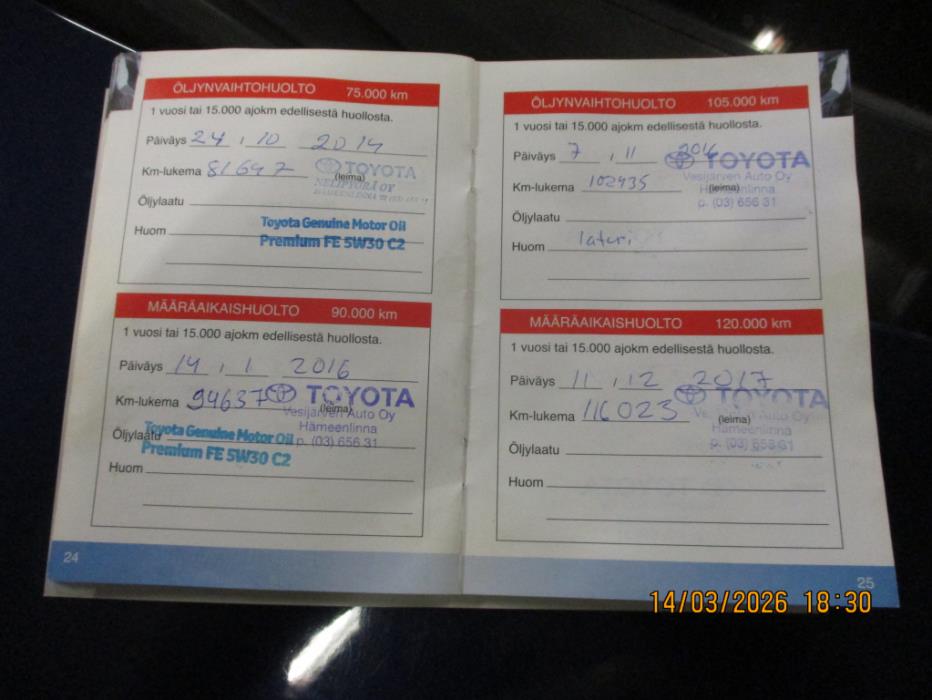 ÖLJYNVAIHTOHUOLTO 75.000 km
1 vuosi tai 15.000 ajokm edellisestä huollosta.
Päiväys 24 . 10 2014
Km-lukema 81647 (leima)
TOYOTA
NELIPYÖRÄ OY
Öljylaatu
Toyota Genuine Motor Oil
Huom
Premium FE 5W30 C2
MÄÄRÄAIKAISHUOLTO 90.000 km
1 vuosi tai 15.000 ajokm edellisestä huollosta.
Päiväys 14 . 1 2016
Km-lukema 94637 (leima)
TOYOTA
Vesijärven Auto Oy
Hämeenlinna
p. (03) 656 31
Öljylaatu
Toyota Genuine Motor Oil
Premium FE 5W30 C2
Huom
24
ÖLJYNVAIHTOHUOLTO 105.000 km
1 vuosi tai 15.000 ajokm edellisestä huollosta.
Päiväys 7 . 11 2016
TOYOTA
Vesijärven Auto Oy
Km-lukema 102435 (leima)
Hämeenlinna
p. (03) 656 31
Öljylaatu
Huom
MÄÄRÄAIKAISHUOLTO 120.000 km
1 vuosi tai 15.000 ajokm edellisestä huollosta.
Päiväys 11 . 12 2017
TOYOTA
Km-lukema 116023 (leima)
Auto Oy
Hämeenlinna
Öljylaatu
Huom
25
14/03/2026 18:30